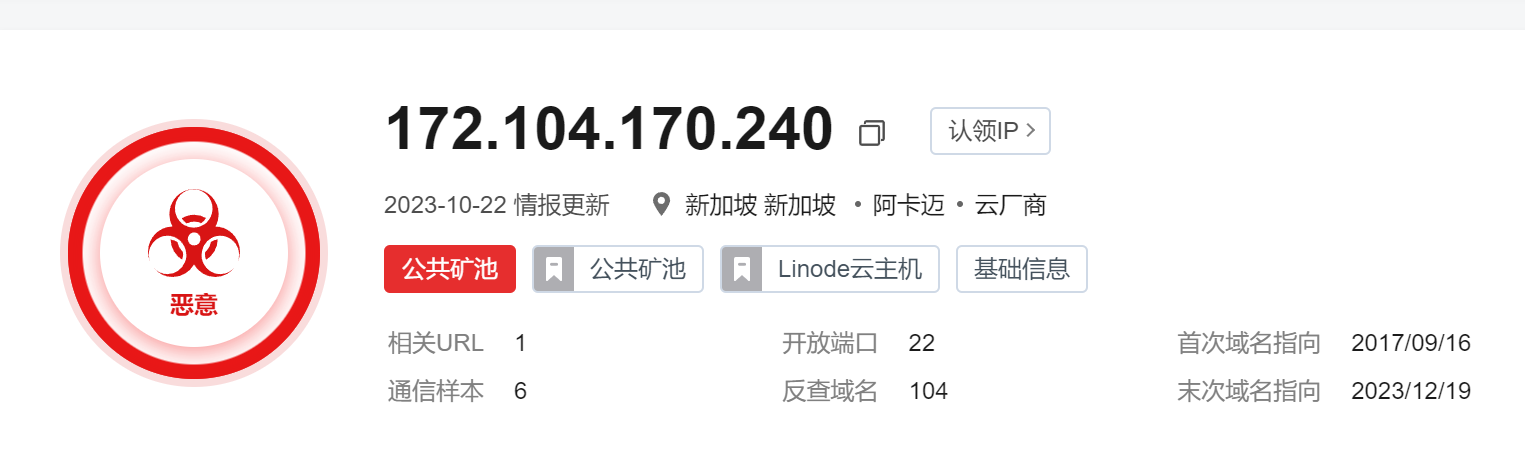 172.104.170.240 认领IP
2023-10-22 情报更新 新加坡 新加坡 • 阿卡迈 • 云厂商
恶意
公共矿池 公共矿池 Linode云主机 基础信息
相关URL 1 开放端口 22 首次域名指向 2017/09/16
通信样本 6 反查域名 104 末次域名指向 2023/12/19